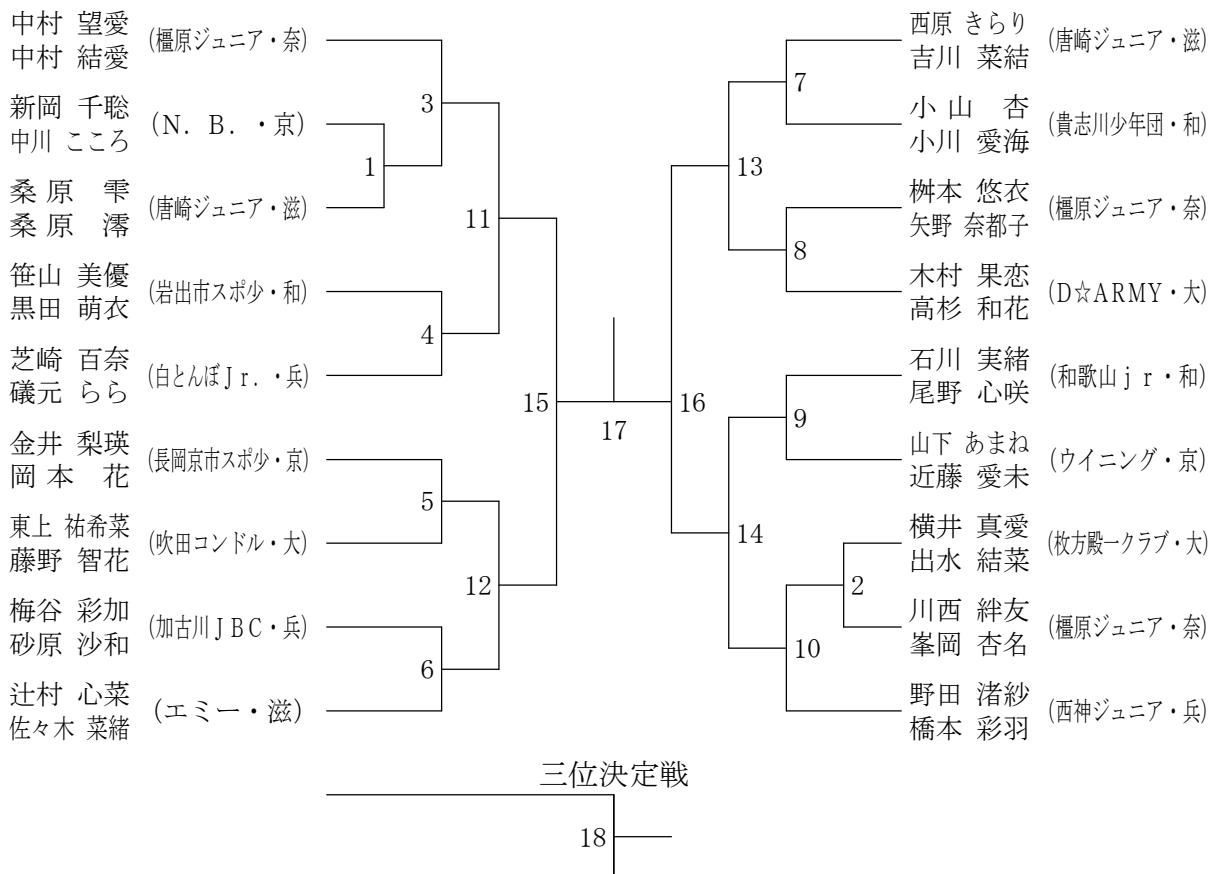 中村 望愛
中村 結愛
(橿原ジュニア・奈)
新岡 千聡
中川 こころ
(N. B. ・京)
桑原 雫
桑原 澪
(唐崎ジュニア・滋)
笹山 美優
黒田 萌衣
(岩出市スポ少・和)
芝崎 百奈
礒元 らら
(白とんぼJr. ・兵)
金井 梨瑛
岡本 花
(長岡京市スポ少・京)
東上 祐希菜
藤野 智花
(吹田コンドル・大)
梅谷 彩加
砂原 沙和
(加古川JBC・兵)
辻村 心菜
佐々木 菜緒
(エミー・滋)
1
3
4
5
6
11
12
15
17
16
13
14
7
8
9
2
10
西原 きらり
吉川 菜結
(唐崎ジュニア・滋)
小山 杏
小川 愛海
(貴志川少年団・和)
桝本 悠衣
矢野 奈都子
(橿原ジュニア・奈)
木村 果恋
高杉 和花
(D☆ARMY・大)
石川 実緒
尾野 心咲
(和歌山jr・和)
山下 あまね
近藤 愛未
(ウイニング・京)
横井 真愛
出水 結菜
(枚方殿一クラブ・大)
川西 絆友
峯岡 杏名
(橿原ジュニア・奈)
野田 渚紗
橋本 彩羽
(西神ジュニア・兵)
三位決定戦
18